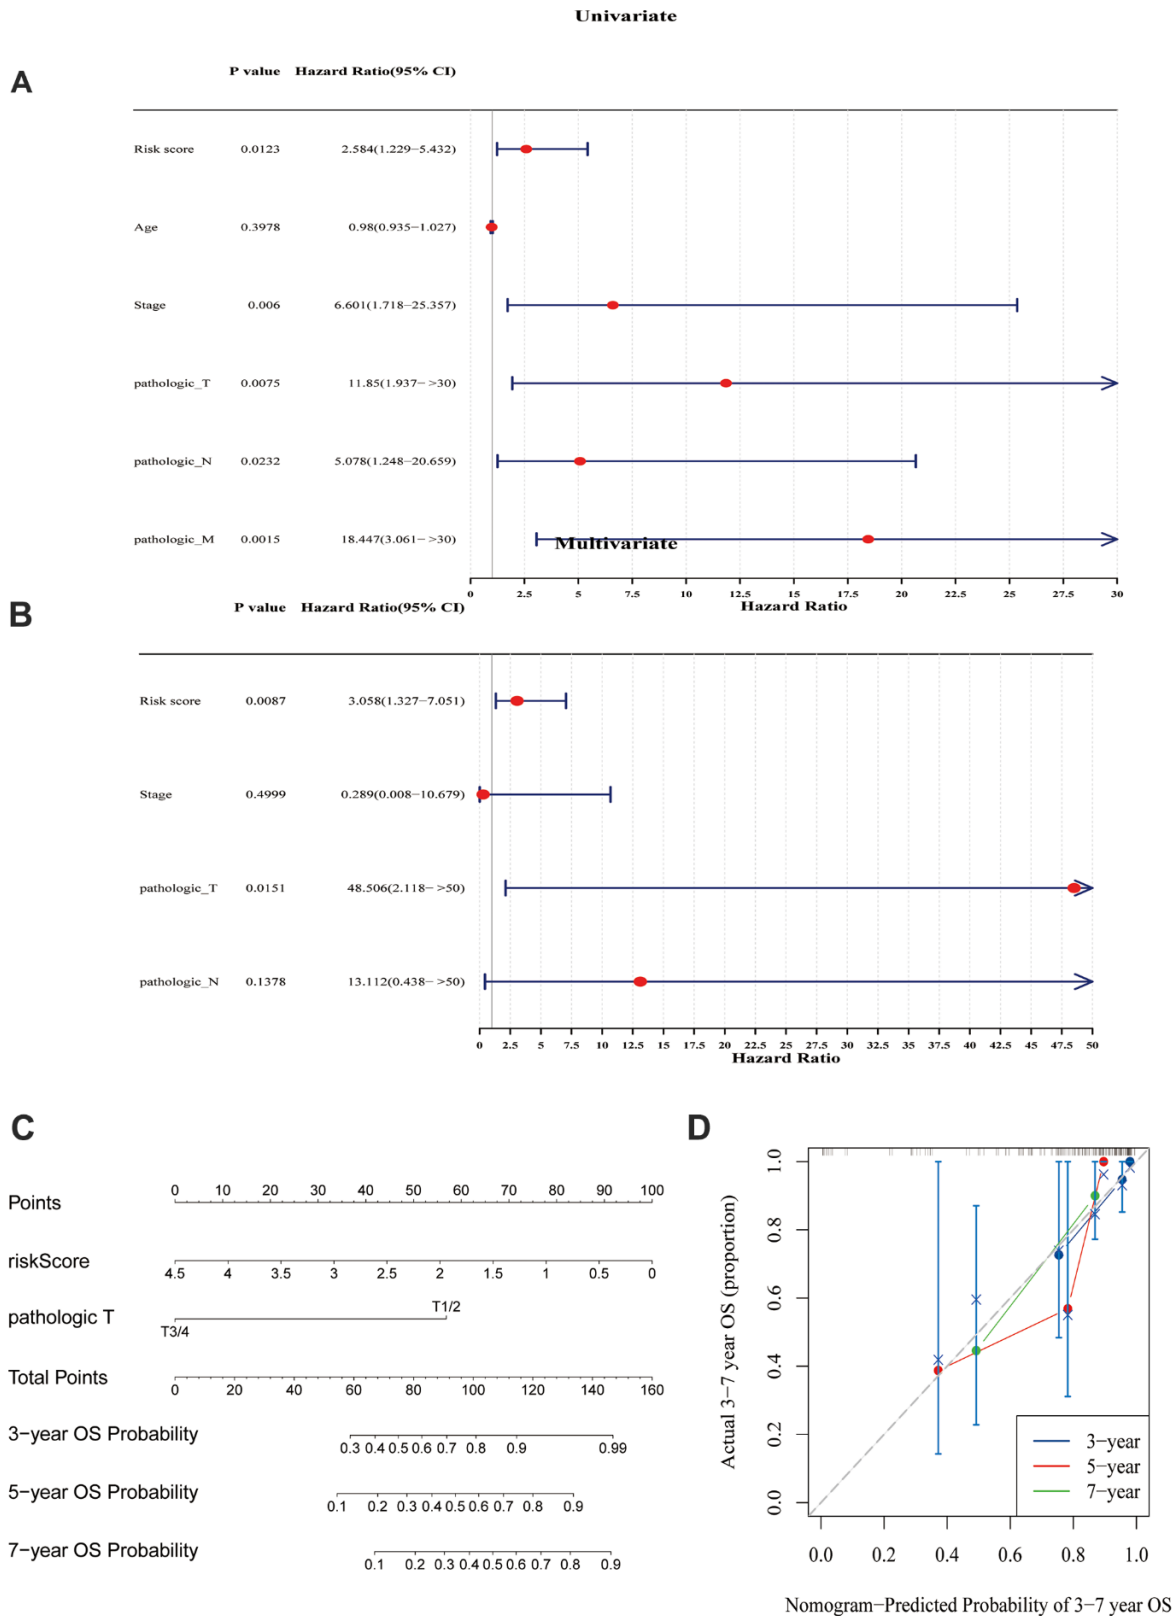 Univariate
A
P value Hazard Ratio(95% CI)
Risk score 0.0123 2.584(1.229−5.432)
Age 0.3978 0.98(0.935−1.027)
Stage 0.006 6.601(1.718−25.357)
pathologic_T 0.0075 11.85(1.937− >30)
pathologic_N 0.0232 5.078(1.248−20.659)
pathologic_M 0.0015 18.447(3.061− >30)
Multivariate
0 2.5 5 7.5 10 12.5 15 17.5 20 22.5 25 27.5 30
Hazard Ratio
B
P value Hazard Ratio(95% CI)
Risk score 0.0087 3.058(1.327−7.051)
Stage 0.4999 0.289(0.008−10.679)
pathologic_T 0.0151 48.506(2.118− >50)
pathologic_N 0.1378 13.112(0.438− >50)
0 2.5 5 7.5 10 12.5 15 17.5 20 22.5 25 27.5 30 32.5 35 37.5 40 42.5 45 47.5 50
Hazard Ratio
C
Points 0 10 20 30 40 50 60 70 80 90 100
riskScore 4.5 4 3.5 3 2.5 2 1.5 1 0.5 0
pathologic T T1/2
T3/4
Total Points 0 20 40 60 80 100 120 140 160
3−year OS Probability 0.3 0.4 0.5 0.6 0.7 0.8 0.9 0.99
5−year OS Probability 0.1 0.2 0.3 0.4 0.5 0.6 0.7 0.8 0.9
7−year OS Probability 0.1 0.2 0.3 0.4 0.5 0.6 0.7 0.8 0.9
D
Actual 3−7 year OS (proportion)
1.0
0.8
0.6
0.4
0.2
0.0
3−year
5−year
7−year
0.0 0.2 0.4 0.6 0.8 1.0
Nomogram−Predicted Probability of 3−7 year OS